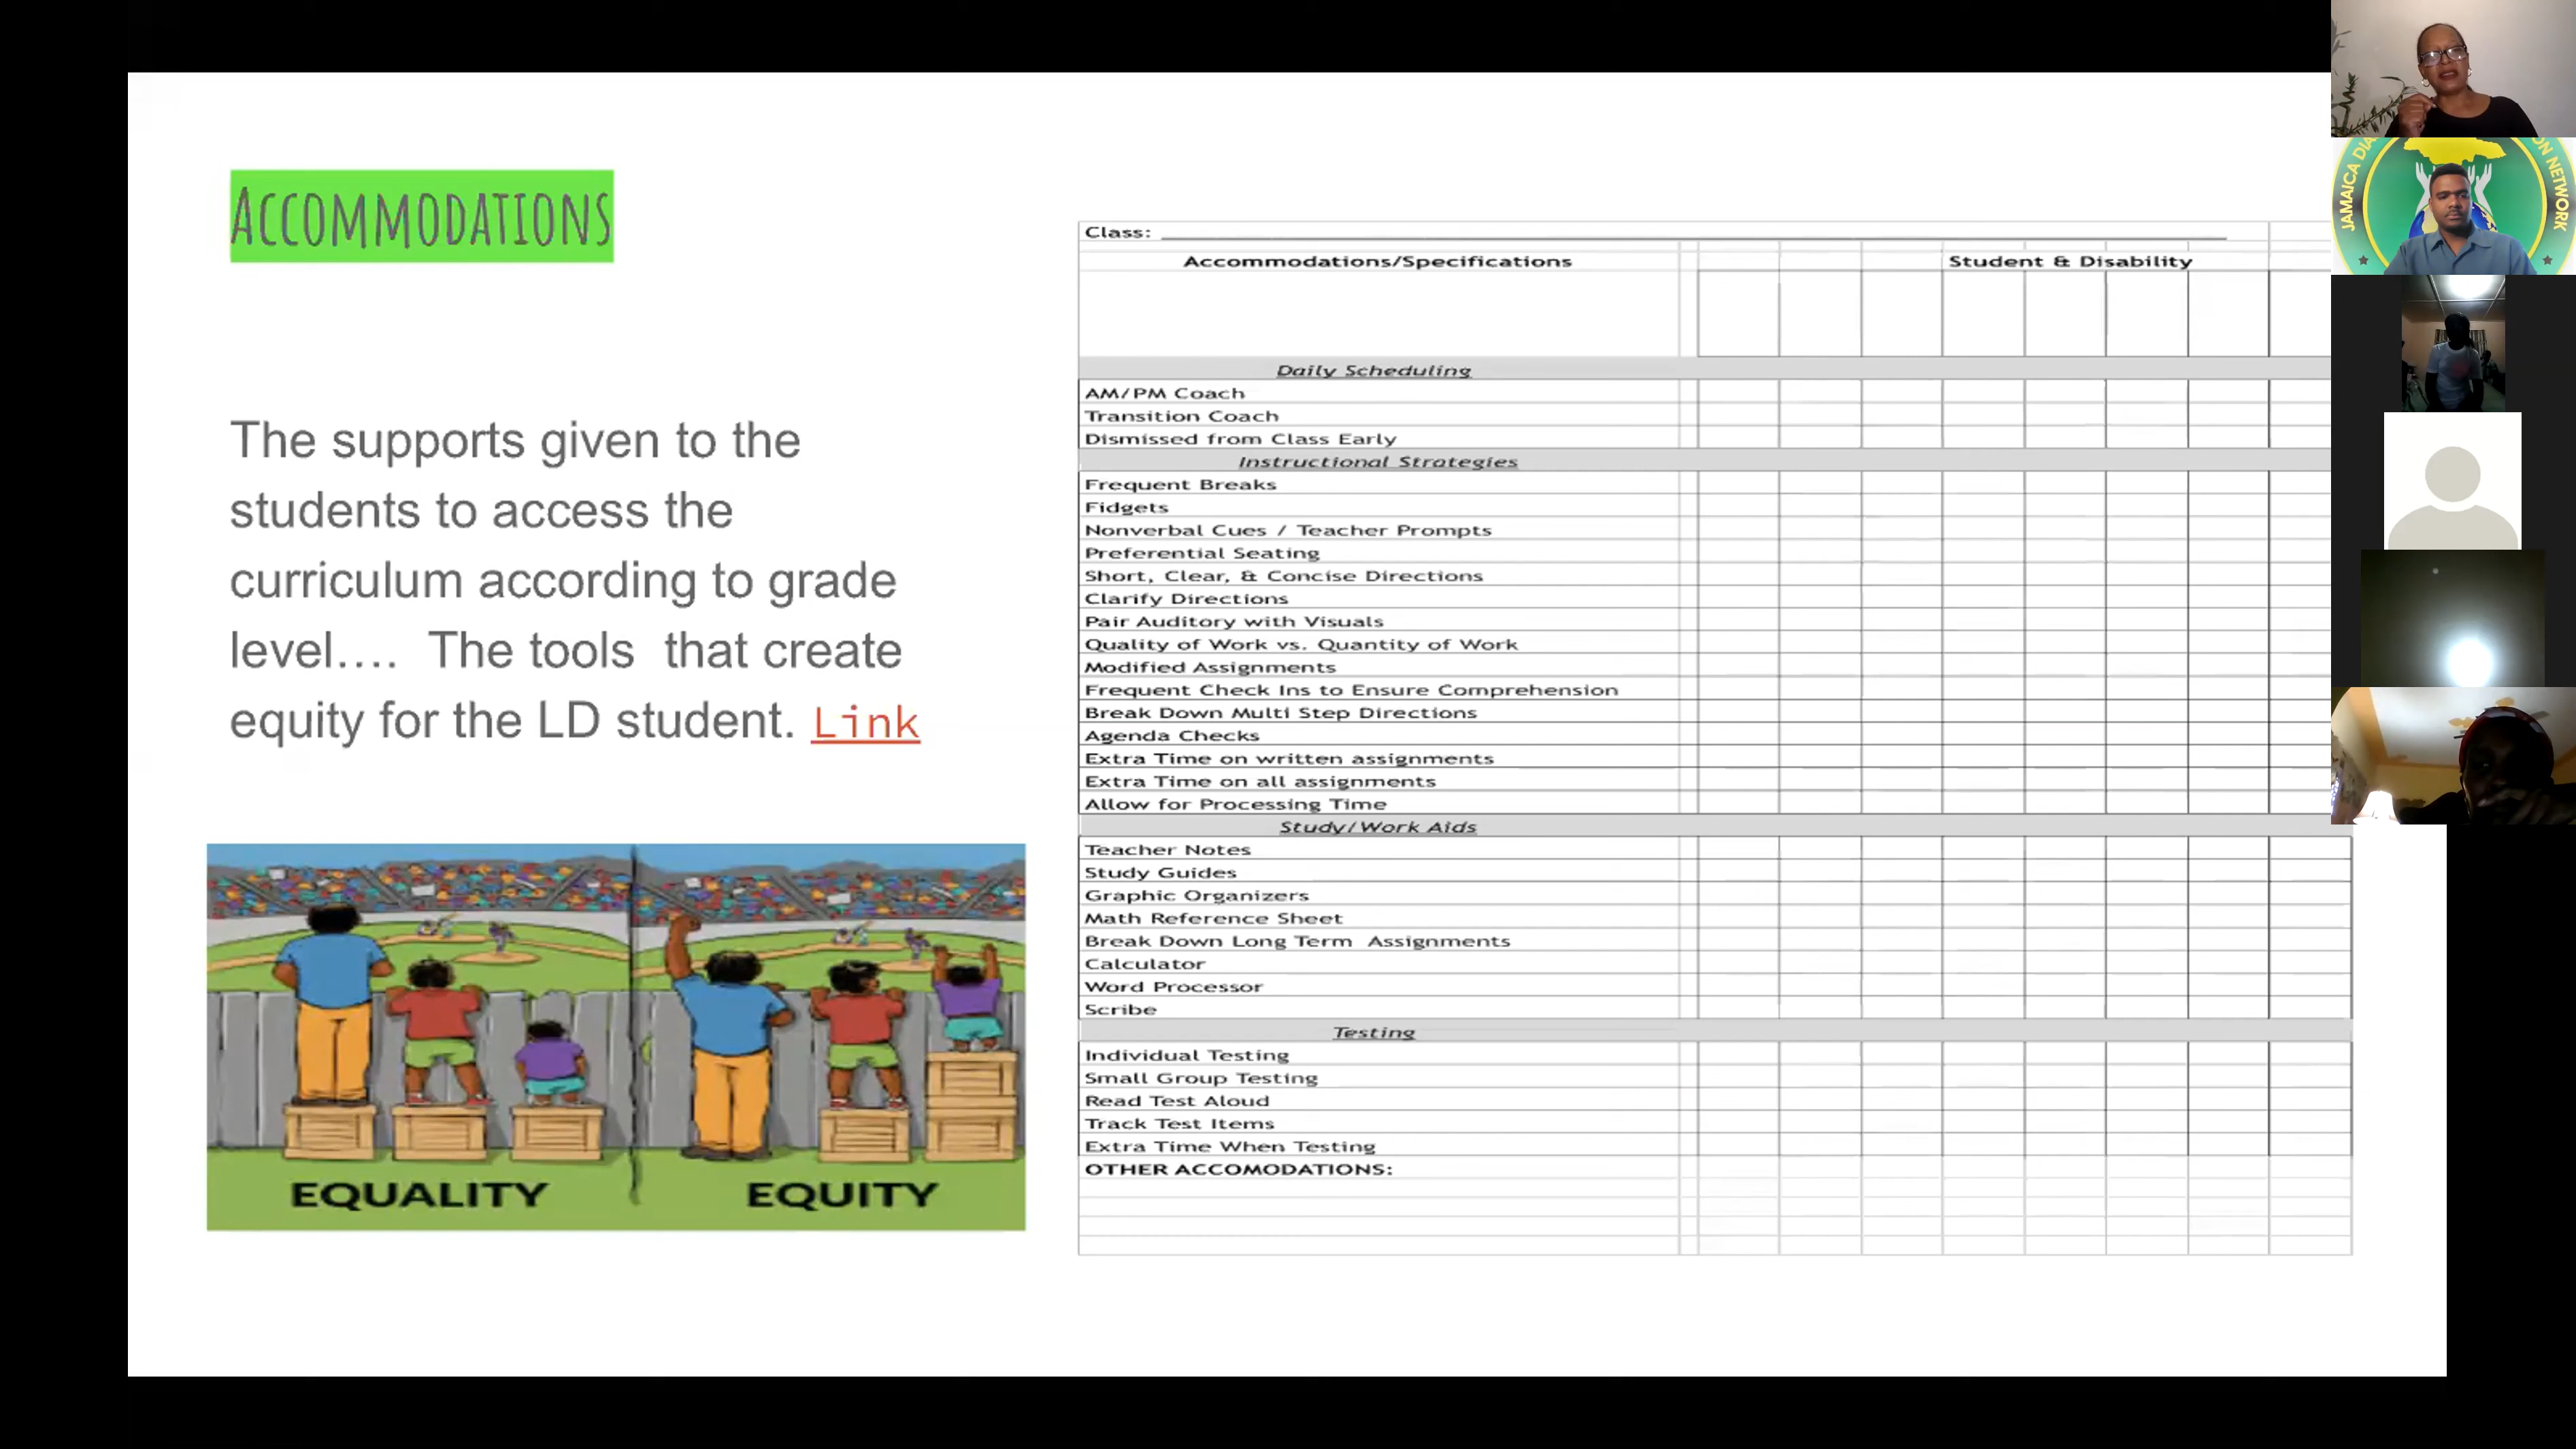 ACCOMMODATIONS
The supports given to the
students to access the
curriculum according to grade
level.... The tools that create
equity for the LD student. Link
EQUALITY
EQUITY
Class:
Accommodations/Specifications
Student & Disability
Daily Scheduling
AM/PM Coach
Transition Coach
Dismissed from Class Early
Instructional Strategies
Frequent Breaks
Fidgets
Nonverbal Cues / Teacher Prompts
Preferential Seating
Short, Clear, & Concise Directions
Clarify Directions
Pair Auditory with Visuals
Quality of Work vs. Quantity of Work
Modified Assignments
Frequent Check Ins to Ensure Comprehension
Break Down Multi Step Directions
Agenda Checks
Extra Time on written assignments
Extra Time on all assignments
Allow for Processing Time
Study/Work Aids
Teacher Notes
Study Guides
Graphic Organizers
Math Reference Sheet
Break Down Long Term Assignments
Calculator
Word Processor
Scribe
Testing
Individual Testing
Small Group Testing
Read Test Aloud
Track Test Items
Extra Time When Testing
OTHER ACCOMODATIONS:
JAMAICA
NETWORK